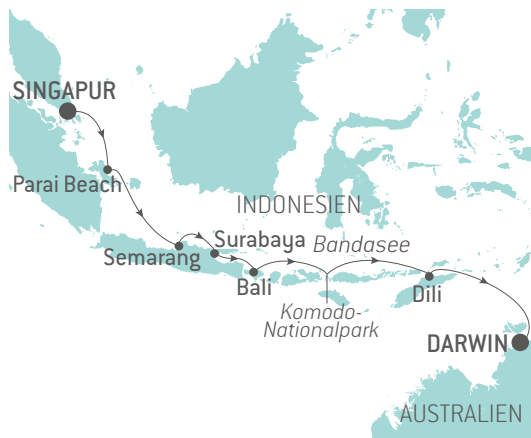 SINGAPUR
Parai Beach
INDONESIEN
Semarang
Surabaya
Bandasee
Bali
Komodo-
Nationalpark
Dili
DARWIN
AUSTRALIEN